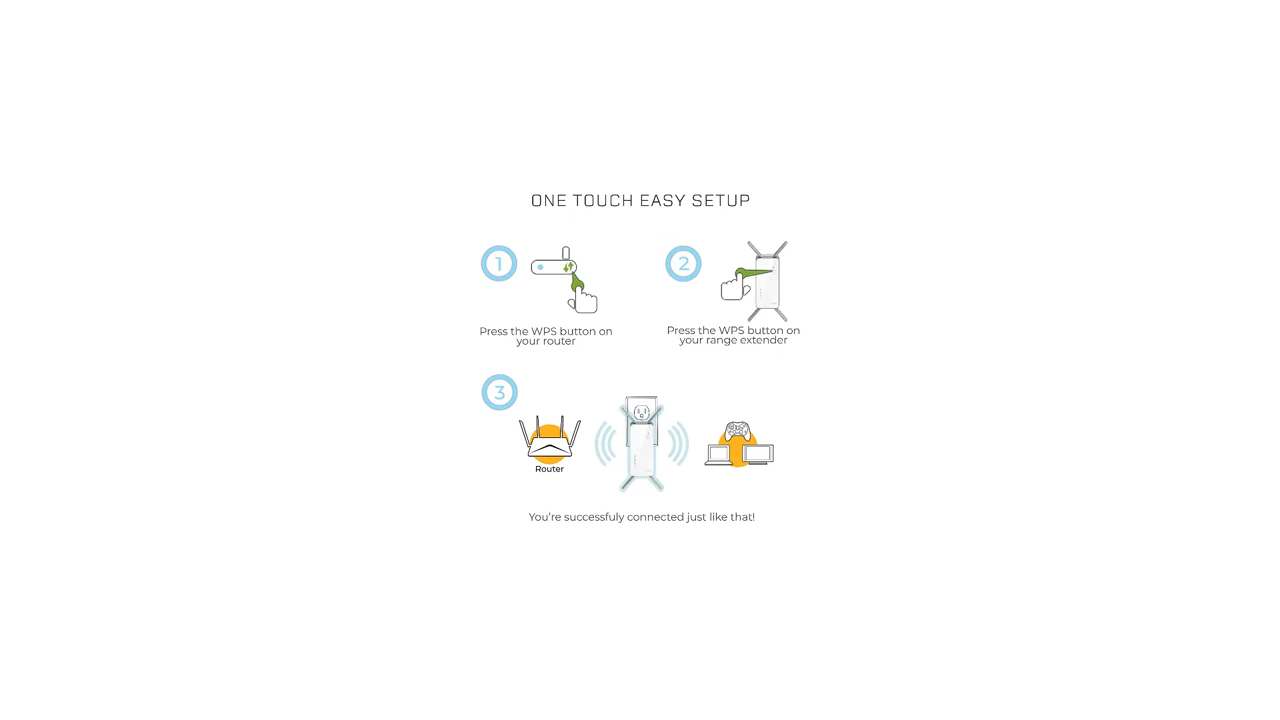 ONE TOUCH EASY SETUP
1
2
Press the WPS button on
your router
Press the WPS button on
your range extender
3
Router
You're successfuly connected just like that!